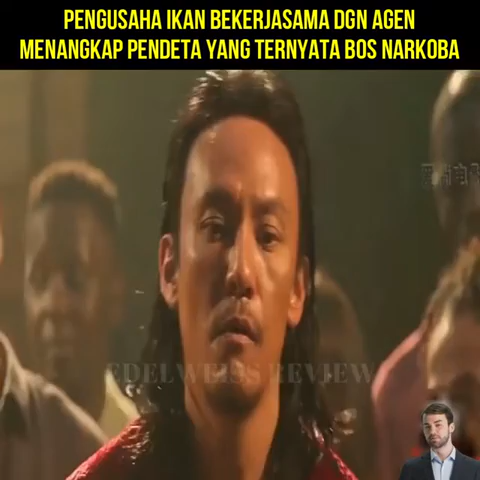 PENGUSAHA IKAN BEKERJASAMA DGN AGEN
MENANGKAP PENDETA YANG TERNYATA BOS NARKOBA
EDELWEISS REVIEW